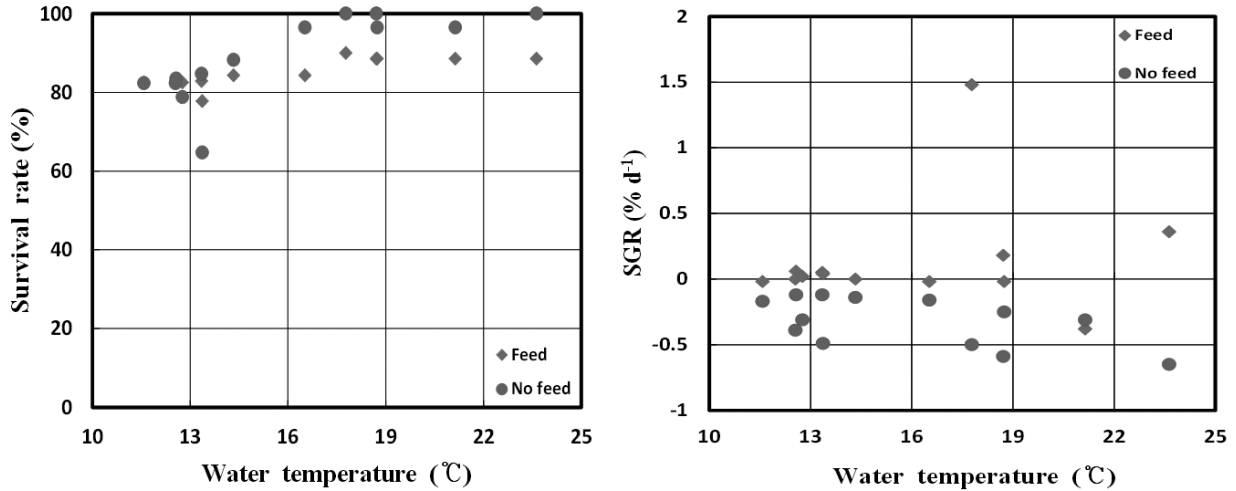 100
80
60
40
20
0
Survival rate (%)
Feed
No feed
10 13 16 19 22 25
Water temperature (℃)
2
1.5
1
0.5
0
-0.5
-1
SGR (% d-1)
Feed
No feed
10 13 16 19 22 25
Water temperature (℃)